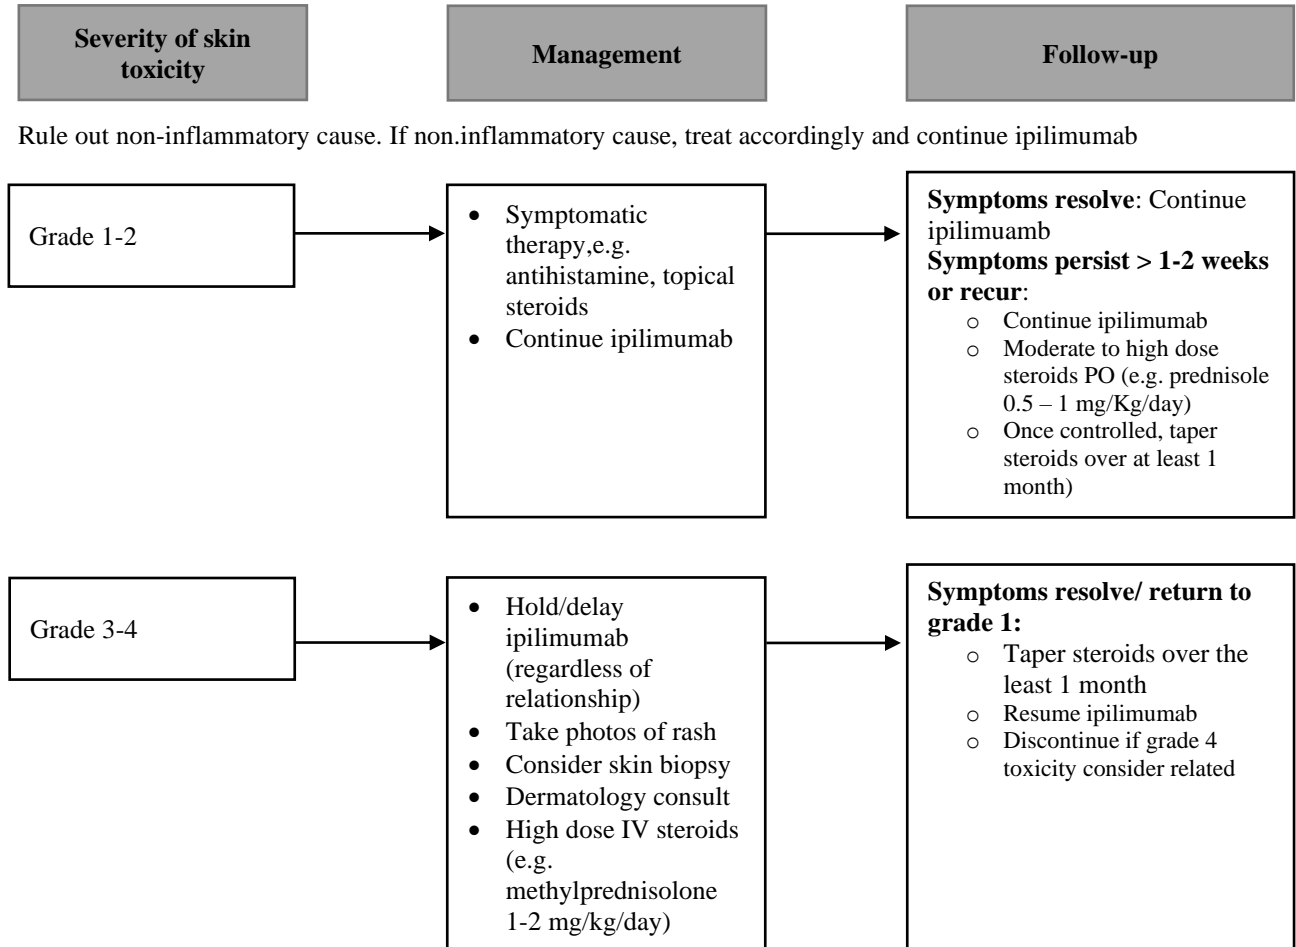 Severity of skin
toxicity
Management
Follow-up
Rule out non-inflammatory cause. If non.inflammatory cause, treat accordingly and continue ipilimumab
Grade 1-2
• Symptomatic
therapy,e.g.
antihistamine, topical
steroids
• Continue ipilimumab
Symptoms resolve: Continue
ipilimuamb
Symptoms persist > 1-2 weeks
or recur:
o Continue ipilimumab
o Moderate to high dose
steroids PO (e.g. prednisole
0.5 – 1 mg/Kg/day)
o Once controlled, taper
steroids over at least 1
month)
Grade 3-4
• Hold/delay
ipilimumab
(regardless of
relationship)
• Take photos of rash
• Consider skin biopsy
• Dermatology consult
• High dose IV steroids
(e.g.
methylprednisolone
1-2 mg/kg/day)
Symptoms resolve/ return to
grade 1:
o Taper steroids over the
least 1 month
o Resume ipilimumab
o Discontinue if grade 4
toxicity consider related